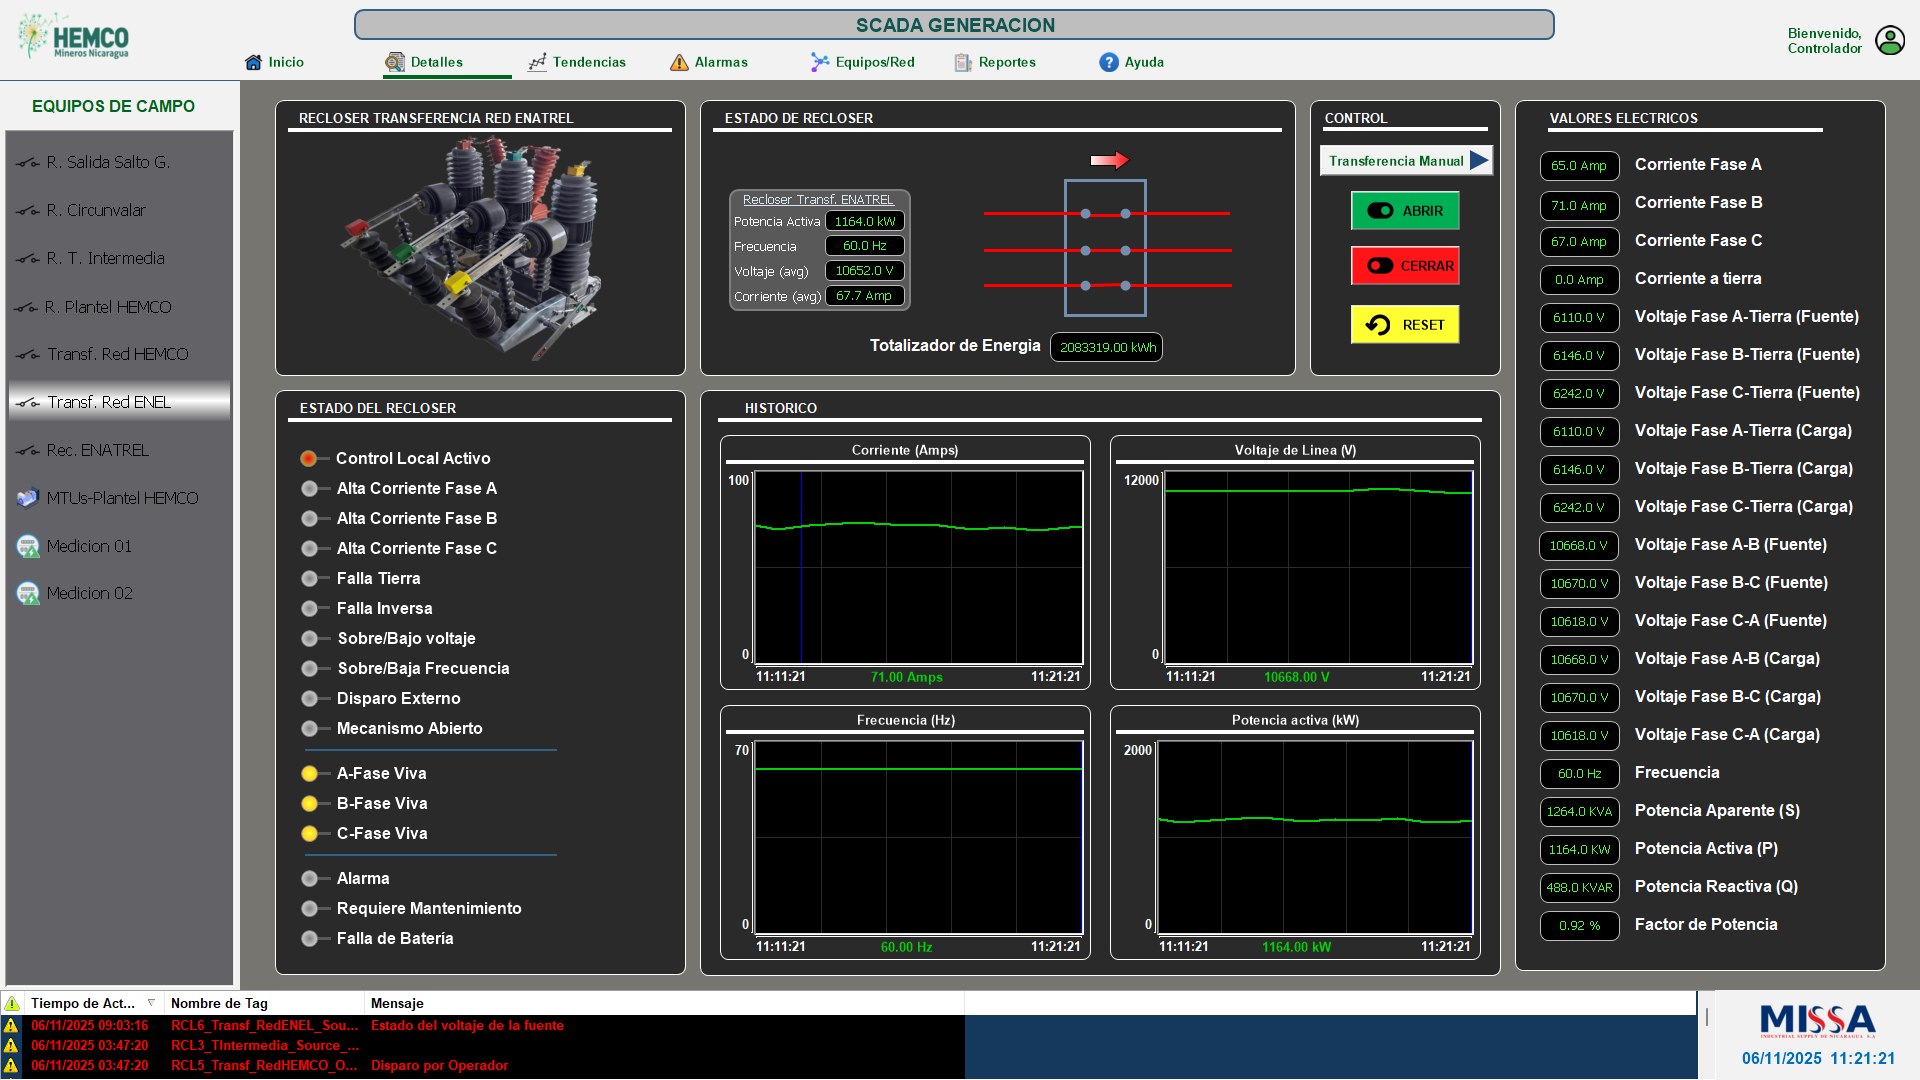 HEMCO
Mineros Nicaragua
SCADA GENERACION
Bienvenido,
Controlador
Inicio
Detalles
Tendencias
Alarmas
Equipos/Red
Reportes
Ayuda
EQUIPOS DE CAMPO
R. Salida Salto G.
R. Circunvalar
R. T. Intermedia
R. Plantel HEMCO
Transf. Red HEMCO
Transf. Red ENEL
Rec. ENATREL
MTUs-Plantel HEMCO
Medicion 01
Medicion 02
RECLOSER TRANSFERENCIA RED ENATREL
ESTADO DE RECLOSER
Recloser Transf. ENATREL
Potencia Activa 1164.0 kW
Frecuencia 60.0 Hz
Voltaje (avg) 10652.0 V
Corriente (avg) 67.7 Amp
Totalizador de Energia 2083319.00 kWh
CONTROL
Transferencia Manual
ABRIR
CERRAR
RESET
VALORES ELECTRICOS
65.0 Amp Corriente Fase A
71.0 Amp Corriente Fase B
67.0 Amp Corriente Fase C
0.0 Amp Corriente a tierra
6110.0 V Voltaje Fase A-Tierra (Fuente)
6146.0 V Voltaje Fase B-Tierra (Fuente)
6242.0 V Voltaje Fase C-Tierra (Fuente)
6110.0 V Voltaje Fase A-Tierra (Carga)
6146.0 V Voltaje Fase B-Tierra (Carga)
6242.0 V Voltaje Fase C-Tierra (Carga)
10668.0 V Voltaje Fase A-B (Fuente)
10670.0 V Voltaje Fase B-C (Fuente)
10618.0 V Voltaje Fase C-A (Fuente)
10668.0 V Voltaje Fase A-B (Carga)
10670.0 V Voltaje Fase B-C (Carga)
10618.0 V Voltaje Fase C-A (Carga)
60.0 Hz Frecuencia
1264.0 KVA Potencia Aparente (S)
1164.0 KW Potencia Activa (P)
488.0 KVAR Potencia Reactiva (Q)
0.92 % Factor de Potencia
ESTADO DEL RECLOSER
Control Local Activo
Alta Corriente Fase A
Alta Corriente Fase B
Alta Corriente Fase C
Falla Tierra
Falla Inversa
Sobre/Bajo voltaje
Sobre/Baja Frecuencia
Disparo Externo
Mecanismo Abierto
A-Fase Viva
B-Fase Viva
C-Fase Viva
Alarma
Requiere Mantenimiento
Falla de Batería
HISTORICO
Corriente (Amps)
100
0
11:11:21 71.00 Amps 11:21:21
Voltaje de Linea (V)
12000
0
11:11:21 10668.00 V 11:21:21
Frecuencia (Hz)
70
0
11:11:21 60.00 Hz 11:21:21
Potencia activa (kW)
2000
0
11:11:21 1164.00 kW 11:21:21
Tiempo de Act... Nombre de Tag Mensaje
06/11/2025 09:03:16 RCL6_Transf_RedENEL_Sou... Estado del voltaje de la fuente
06/11/2025 03:47:20 RCL3_TIntermedia_Source_...
06/11/2025 03:47:20 RCL5_Transf_RedHEMCO_O... Disparo por Operador
MISSA
INDUSTRIAL SUPPLY DE NICARAGUA S.A
06/11/2025 11:21:21